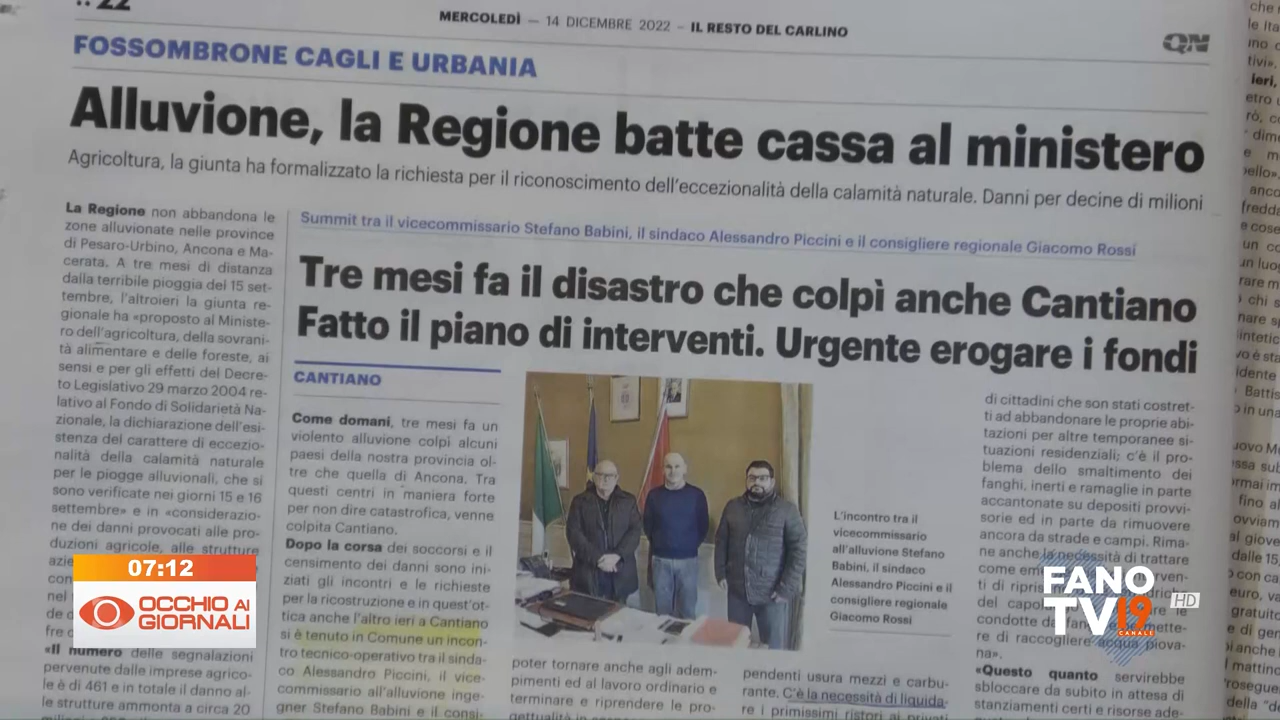 22
MERCOLEDÌ — 14 DICEMBRE 2022 – IL RESTO DEL CARLINO
QN
FOSSOMBRONE CAGLI E URBANIA
Alluvione, la Regione batte cassa al ministero
Agricoltura, la giunta ha formalizzato la richiesta per il riconoscimento dell'eccezionalità della calamità naturale. Danni per decine di milioni
La Regione non abbandona le
zone alluvionate nelle province
di Pesaro-Urbino, Ancona e Ma-
cerata. A tre mesi di distanza
dalla terribile pioggia del 15 set-
tembre, l'altroieri la giunta re-
gionale ha «proposto al Ministe-
ro dell'agricoltura, della sovrani-
tà alimentare e delle foreste, ai
sensi e per gli effetti del Decre-
to Legislativo 29 marzo 2004 re-
lativo al Fondo di Solidarietà Na-
zionale, la dichiarazione dell'esi-
stenza del carattere di eccezio-
nalità della calamità naturale
per le piogge alluvionali, che si
sono verificate nei giorni 15 e 16
settembre» e in «considerazio-
ne dei danni provocati alle pro-
duzioni agricole, alle strutture
«Il numero delle segnalazioni
pervenute dalle imprese agrico-
le è di 461 e in totale il danno al-
le strutture ammonta a circa 20
Summit tra il vicecommissario Stefano Babini, il sindaco Alessandro Piccini e il consigliere regionale Giacomo Rossi
Tre mesi fa il disastro che colpì anche Cantiano
Fatto il piano di interventi. Urgente erogare i fondi
CANTIANO
Come domani, tre mesi fa un
violento alluvione colpì alcuni
paesi della nostra provincia ol-
tre che quella di Ancona. Tra
questi centri in maniera forte
per non dire catastrofica, venne
colpita Cantiano.
Dopo la corsa dei soccorsi e il
censimento dei danni sono ini-
ziati gli incontri e le richieste
per la ricostruzione e in quest'ot-
tica anche l'altro ieri a Cantiano
si è tenuto in Comune un incon-
tro tecnico-operativo tra il sinda-
co Alessandro Piccini, il vice-
commissario all'alluvione inge-
gner Stefano Babini e il consi-
poter tornare anche agli adem-
pimenti ed al lavoro ordinario e
terminare e riprendere le pro-
gettualità in
L'incontro tra il
vicecommissario
all'alluvione Stefano
Babini, il sindaco
Alessandro Piccini e il
consigliere regionale
Giacomo Rossi
pendenti usura mezzi e carbu-
rante. C'è la necessità di liquida-
re i primissimi ristori ai privati
di cittadini che son stati costret-
ti ad abbandonare le proprie abi-
tazioni per altre temporanee si-
tuazioni residenziali; c'è il pro-
blema dello smaltimento dei
fanghi, inerti e ramaglie in parte
accantonate su depositi provvi-
sorie ed in parte da rimuovere
ancora da strade e campi. Rima-
ne anche la necessità di trattare
come
ti di
del
condotte
re di raccogliere acqua piova-
na».
«Questo quanto servirebbe
sbloccare da subito in attesa di
stanziamenti certi e risorse ade-
07:12
OCCHIO AI
GIORNALI
FANO
TV19
CANALE
HD